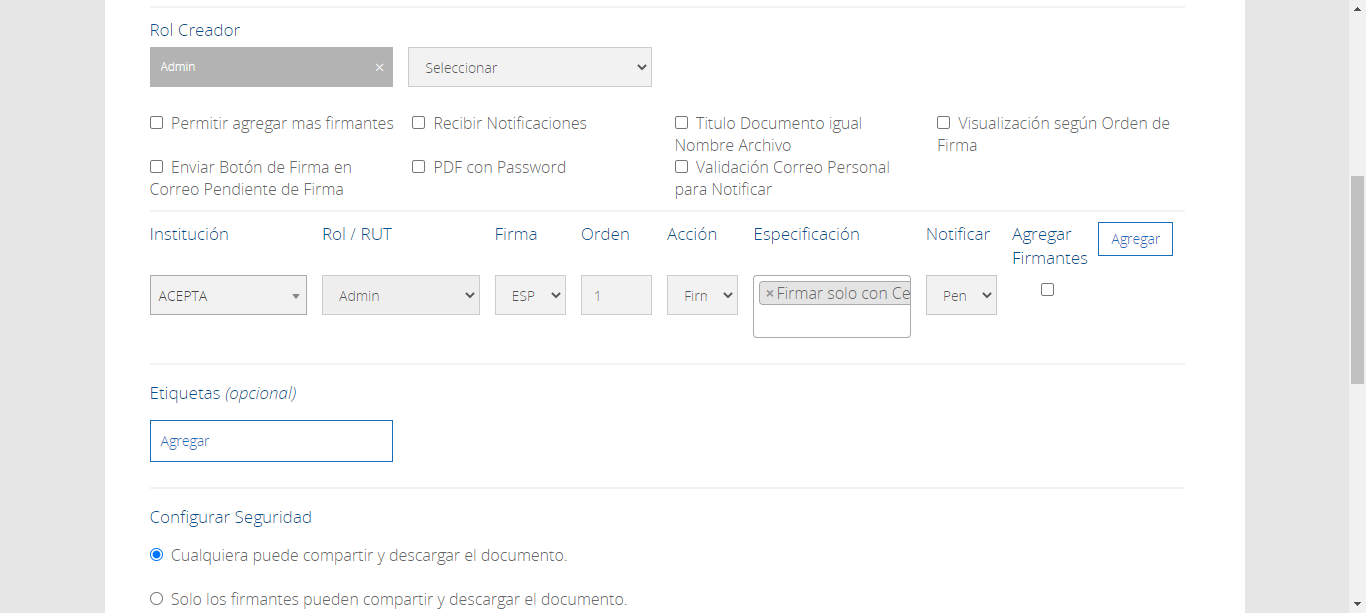 Rol Creador
Admin ×
Seleccionar
Permitir agregar mas firmantes
Recibir Notificaciones
Titulo Documento igual
Nombre Archivo
Visualización según Orden de
Firma
Enviar Botón de Firma en
Correo Pendiente de Firma
PDF con Password
Validación Correo Personal
para Notificar
Institución
Rol / RUT
Firma
Orden
Acción
Especificación
Notificar
Agregar
Firmantes
Agregar
ACEPTA
Admin
ESP
1
Firn
×Firmar solo con Ce
Pen
Etiquetas (opcional)
Agregar
Configurar Seguridad
Cualquiera puede compartir y descargar el documento.
Solo los firmantes pueden compartir y descargar el documento.